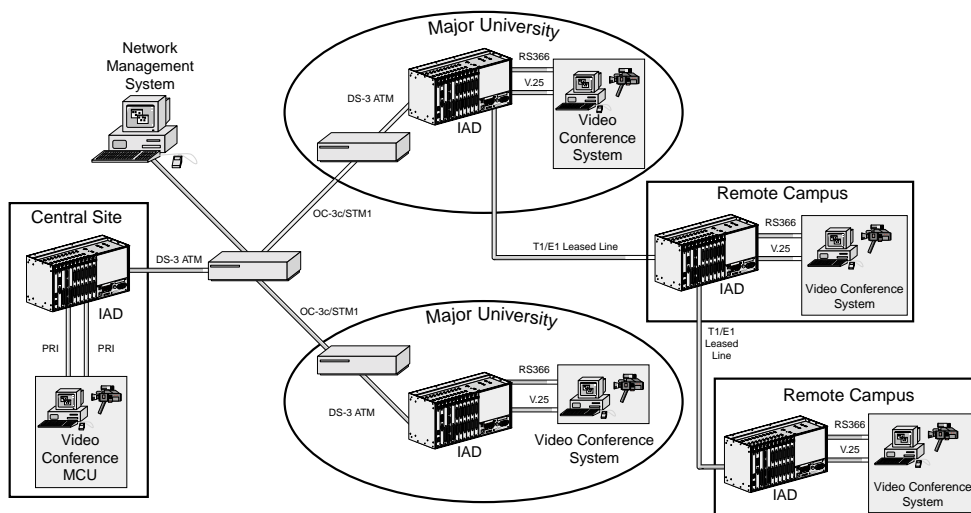 Network
Management
System
Major University
RS366
V.25
DS-3 ATM
IAD
Video
Conference
System
OC-3c/STM1
Central Site
DS-3 ATM
IAD
PRI
PRI
Video
Conference
MCU
T1/E1 Leased Line
Remote Campus
RS366
V.25
IAD
Video Conference
System
OC-3c/STM1
Major University
RS366
V.25
DS-3 ATM
IAD
Video Conference
System
T1/E1
Leased
Line
Remote Campus
RS366
V.25
IAD
Video Conference
System